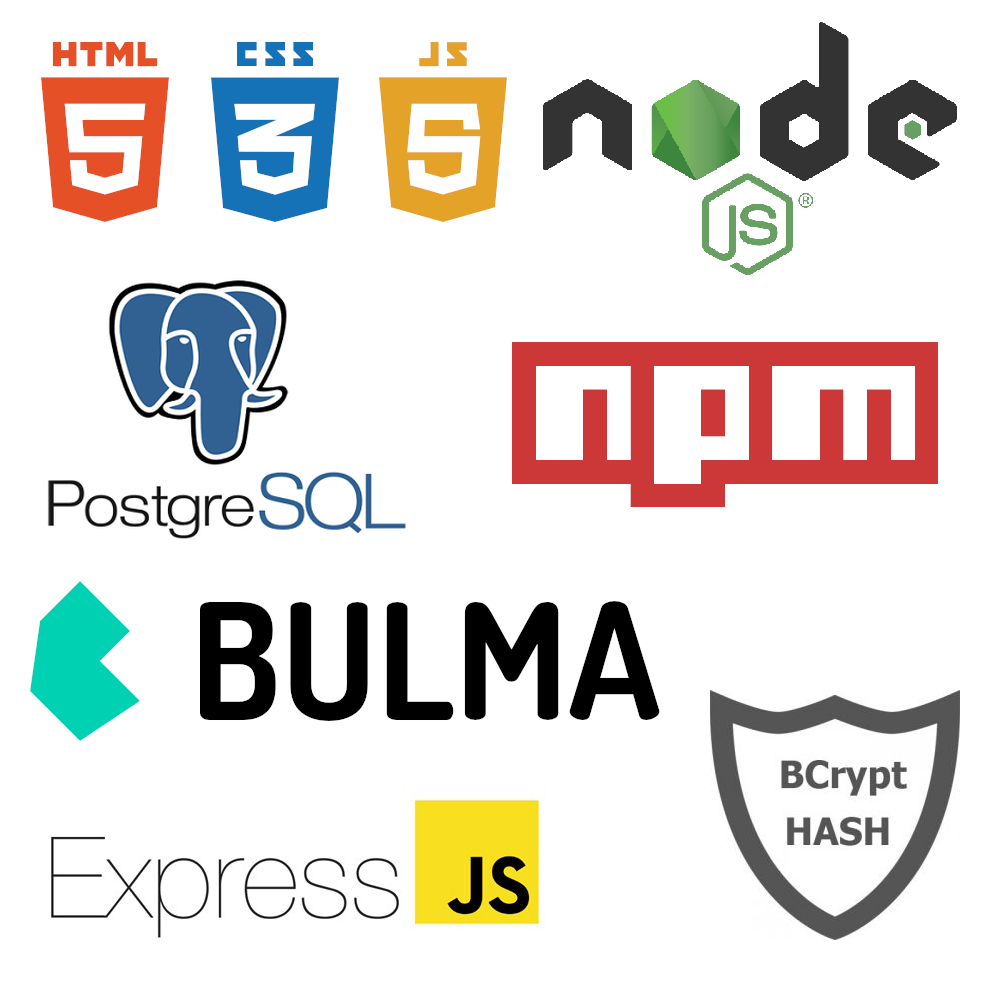 HTML
5
CSS
3
JS
5
node
JS®
PostgreSQL
npm
BULMA
BCrypt
HASH
Express JS